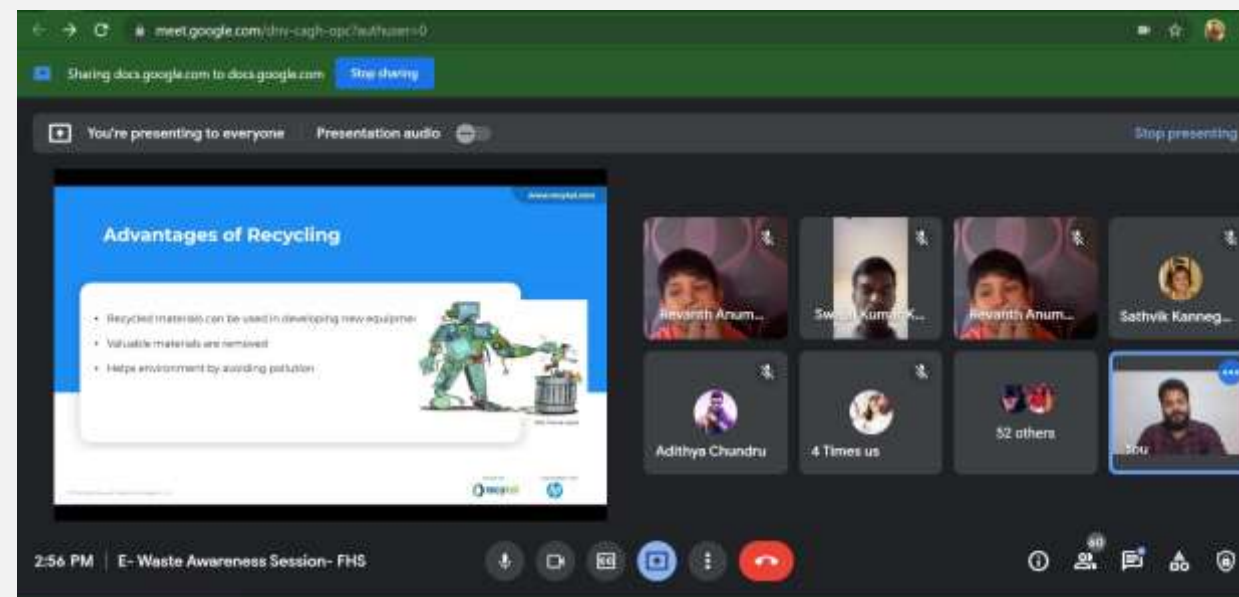 meet.google.com/dnv-cagh-opc?authuser=0
Sharing docs.google.com to docs.google.com Stop sharing
You're presenting to everyone Presentation audio Stop presenting
Advantages of Recycling
• Recycled materials can be used in developing new equipmen
• Valuable materials are removed
• Helps environment by avoiding pollution
Revanth Anum...
Kumar K...
Revanth Anum...
Sathvik Kanneg...
Adithya Chundru
4 Times us
52 others
You
2:56 PM | E- Waste Awareness Session- FHS
60